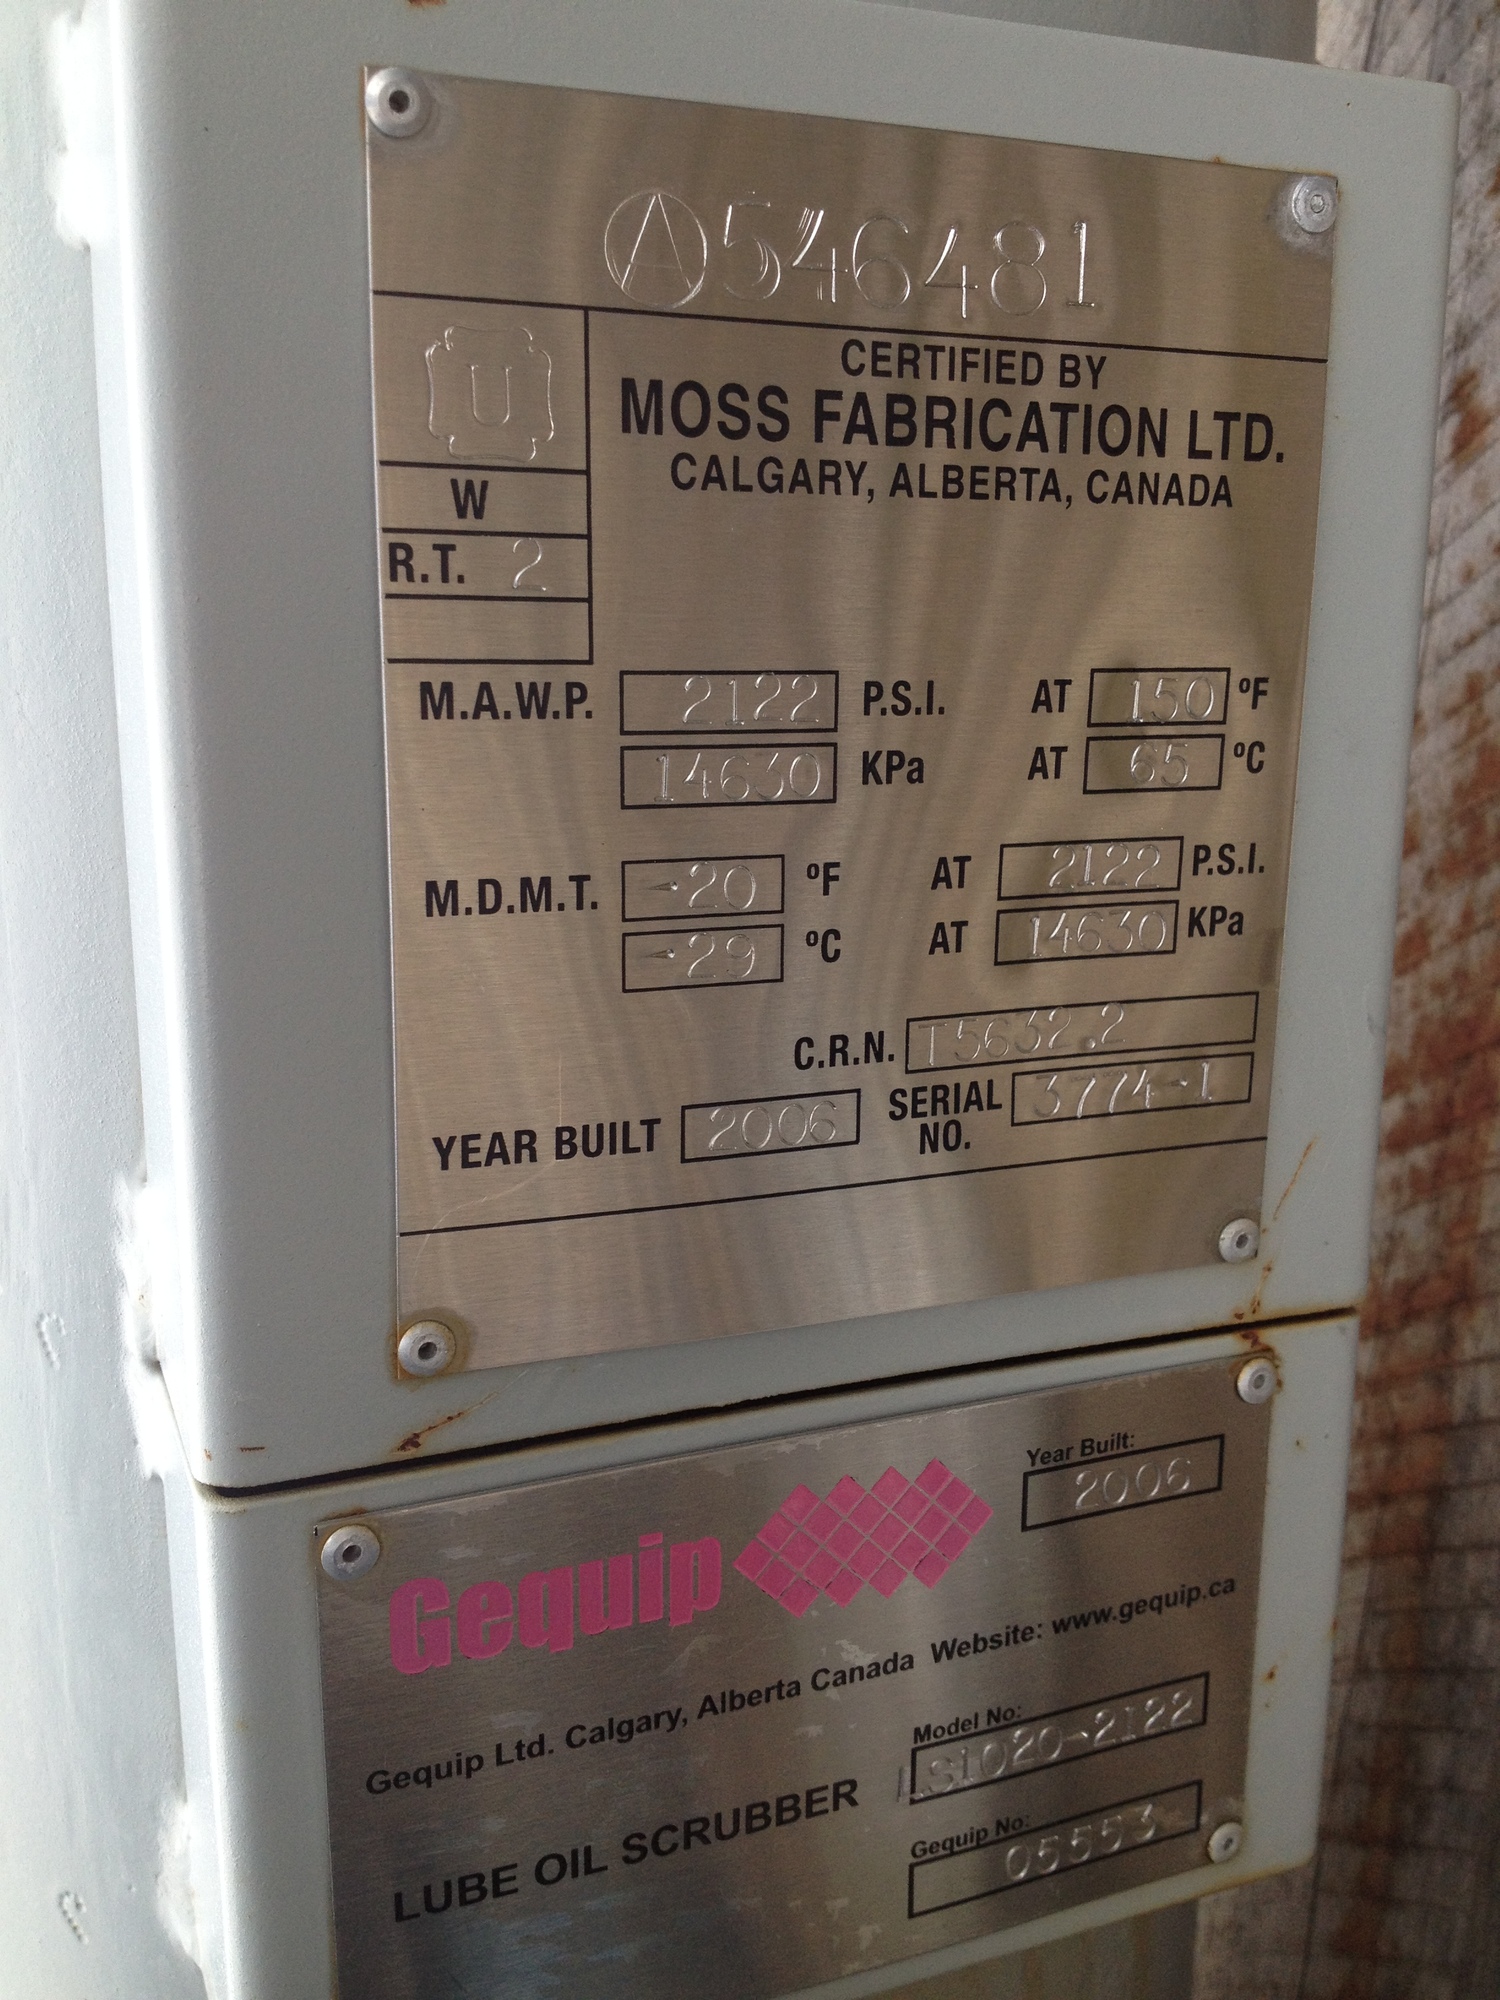 A 546481
U
W
R.T. 2
CERTIFIED BY
MOSS FABRICATION LTD.
CALGARY, ALBERTA, CANADA
M.A.W.P. 2122 P.S.I. AT 150 ºF
14630 KPa AT 65 ºC
M.D.M.T. -20 ºF AT 2122 P.S.I.
-29 ºC AT 14630 KPa
C.R.N. T5632.2
YEAR BUILT 2006 SERIAL NO. 3774-1
Gequip
Year Built:
2006
Gequip Ltd. Calgary, Alberta Canada Website: www.gequip.ca
LUBE OIL SCRUBBER
Model No:
LS1020-2122
Gequip No:
05553